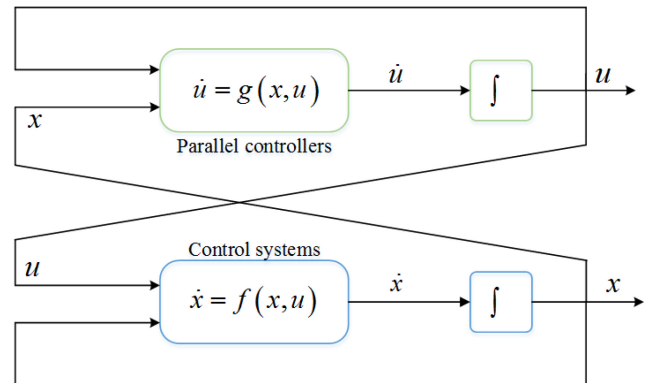 u̇ = g(x,u)
u̇
∫
u
x
Parallel controllers
Control systems
u
ẋ = f(x,u)
ẋ
∫
x